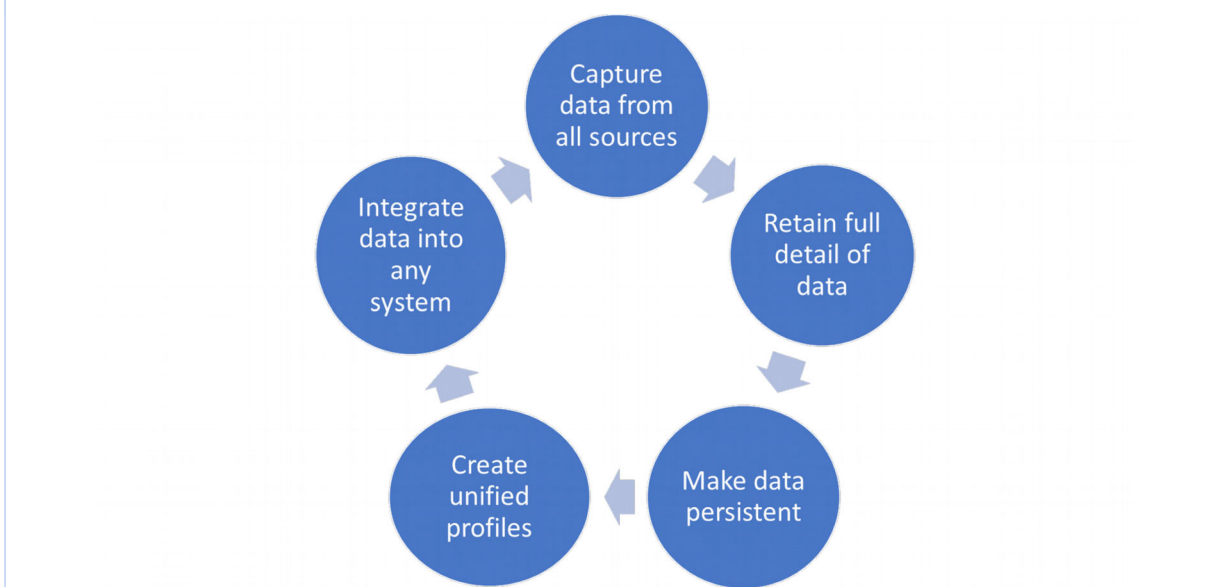 Capture
data from
all sources
Retain full
detail of
data
Make data
persistent
Create
unified
profiles
Integrate
data into
any
system